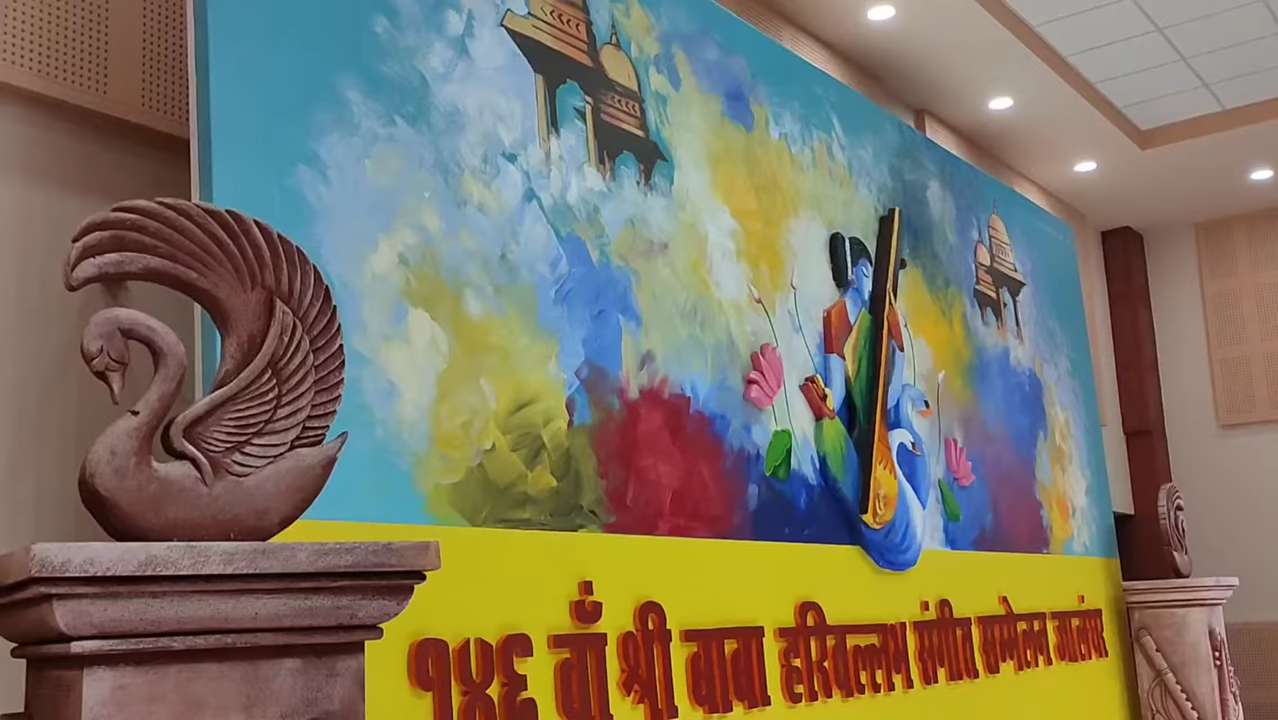 १४६ वाँ श्री बाबा हरिवल्लभ संगीत सम्मेलन जालंधर